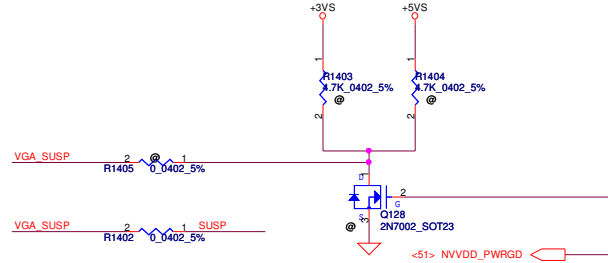 +3VS +5VS
1 1
R1403 R1404
4.7K_0402_5% 4.7K_0402_5%
@ @
2 2
VGA_SUSP 2 @ 1
R1405 0_0402_5%
1
D
2
G
Q128
S
3
2N7002_SOT23
@
VGA_SUSP 2 1 SUSP
R1402 0_0402_5%
<51> NVVDD_PWRGD